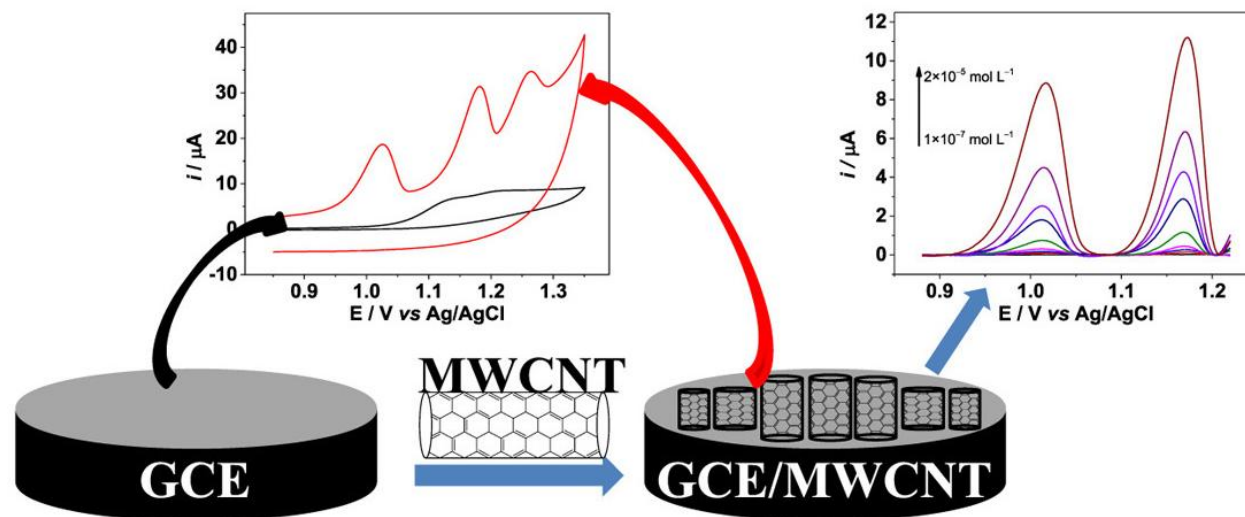 40
30
20
10
0
-10
i / μA
0.9 1.0 1.1 1.2 1.3
E / V vs Ag/AgCl
12
10
8
6
4
2
0
i / μA
2×10⁻⁵ mol L⁻¹
1×10⁻⁷ mol L⁻¹
0.9 1.0 1.1 1.2
E / V vs Ag/AgCl
MWCNT
GCE
GCE/MWCNT